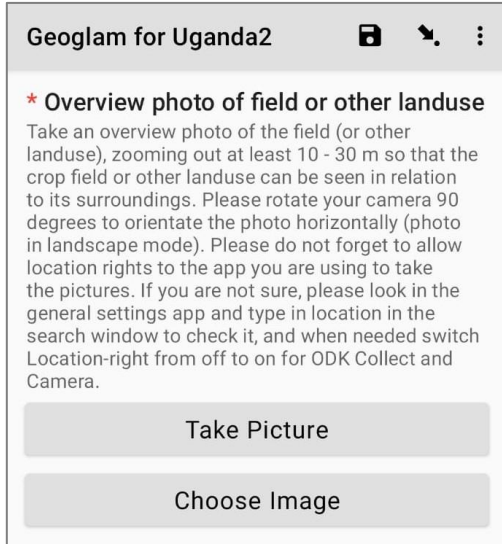 Geoglam for Uganda2
* Overview photo of field or other landuse
Take an overview photo of the field (or other
landuse), zooming out at least 10 - 30 m so that the
crop field or other landuse can be seen in relation
to its surroundings. Please rotate your camera 90
degrees to orientate the photo horizontally (photo
in landscape mode). Please do not forget to allow
location rights to the app you are using to take
the pictures. If you are not sure, please look in the
general settings app and type in location in the
search window to check it, and when needed switch
Location-right from off to on for ODK Collect and
Camera.
Take Picture
Choose Image